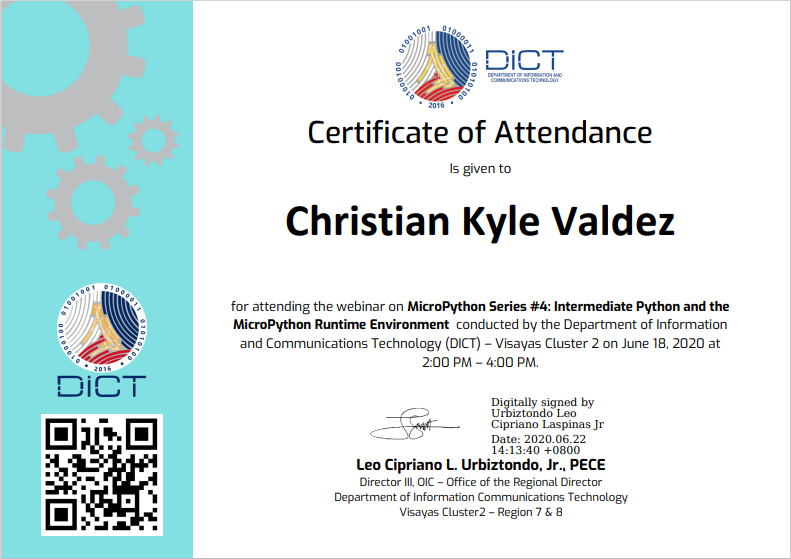 01001001 01000011
01000100 01010100
• 2016 •
DICT
DEPARTMENT OF INFORMATION AND
COMMUNICATIONS TECHNOLOGY
Certificate of Attendance
Is given to
Christian Kyle Valdez
for attending the webinar on MicroPython Series #4: Intermediate Python and the
MicroPython Runtime Environment conducted by the Department of Information
and Communications Technology (DICT) – Visayas Cluster 2 on June 18, 2020 at
2:00 PM – 4:00 PM.
01001001 01000011
01000100 01010100
• 2016 •
DICT
Digitally signed by
Urbiztondo Leo
Cipriano Laspinas Jr
Date: 2020.06.22
14:13:40 +0800
Leo Cipriano L. Urbiztondo, Jr., PECE
Director III, OIC – Office of the Regional Director
Department of Information Communications Technology
Visayas Cluster2 – Region 7 & 8